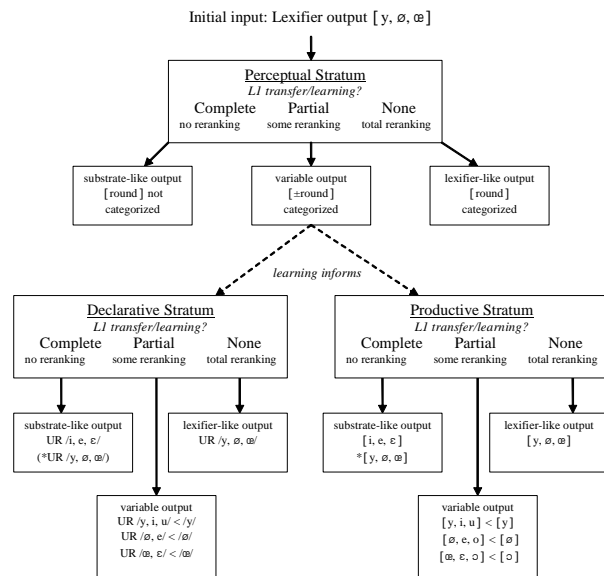 Initial input: Lexifier output [y, ø, œ]
Perceptual Stratum
L1 transfer/learning?
Complete Partial None
no reranking some reranking total reranking
substrate-like output
[round] not
categorized
variable output
[±round]
categorized
lexifier-like output
[round]
categorized
learning informs
Declarative Stratum
L1 transfer/learning?
Complete Partial None
no reranking some reranking total reranking
Productive Stratum
L1 transfer/learning?
Complete Partial None
no reranking some reranking total reranking
substrate-like output
UR /i, e, ɛ/
(*UR /y, ø, œ/)
lexifier-like output
UR /y, ø, œ/
substrate-like output
[i, e, ɛ]
*[y, ø, œ]
lexifier-like output
[y, ø, œ]
variable output
UR /y, i, u/ < /y/
UR /ø, e/ < /ø/
UR /œ, ɛ/ < /œ/
variable output
[y, i, u] < [y]
[ø, e, o] < [ø]
[œ, ɛ, ɔ] < [ɔ]